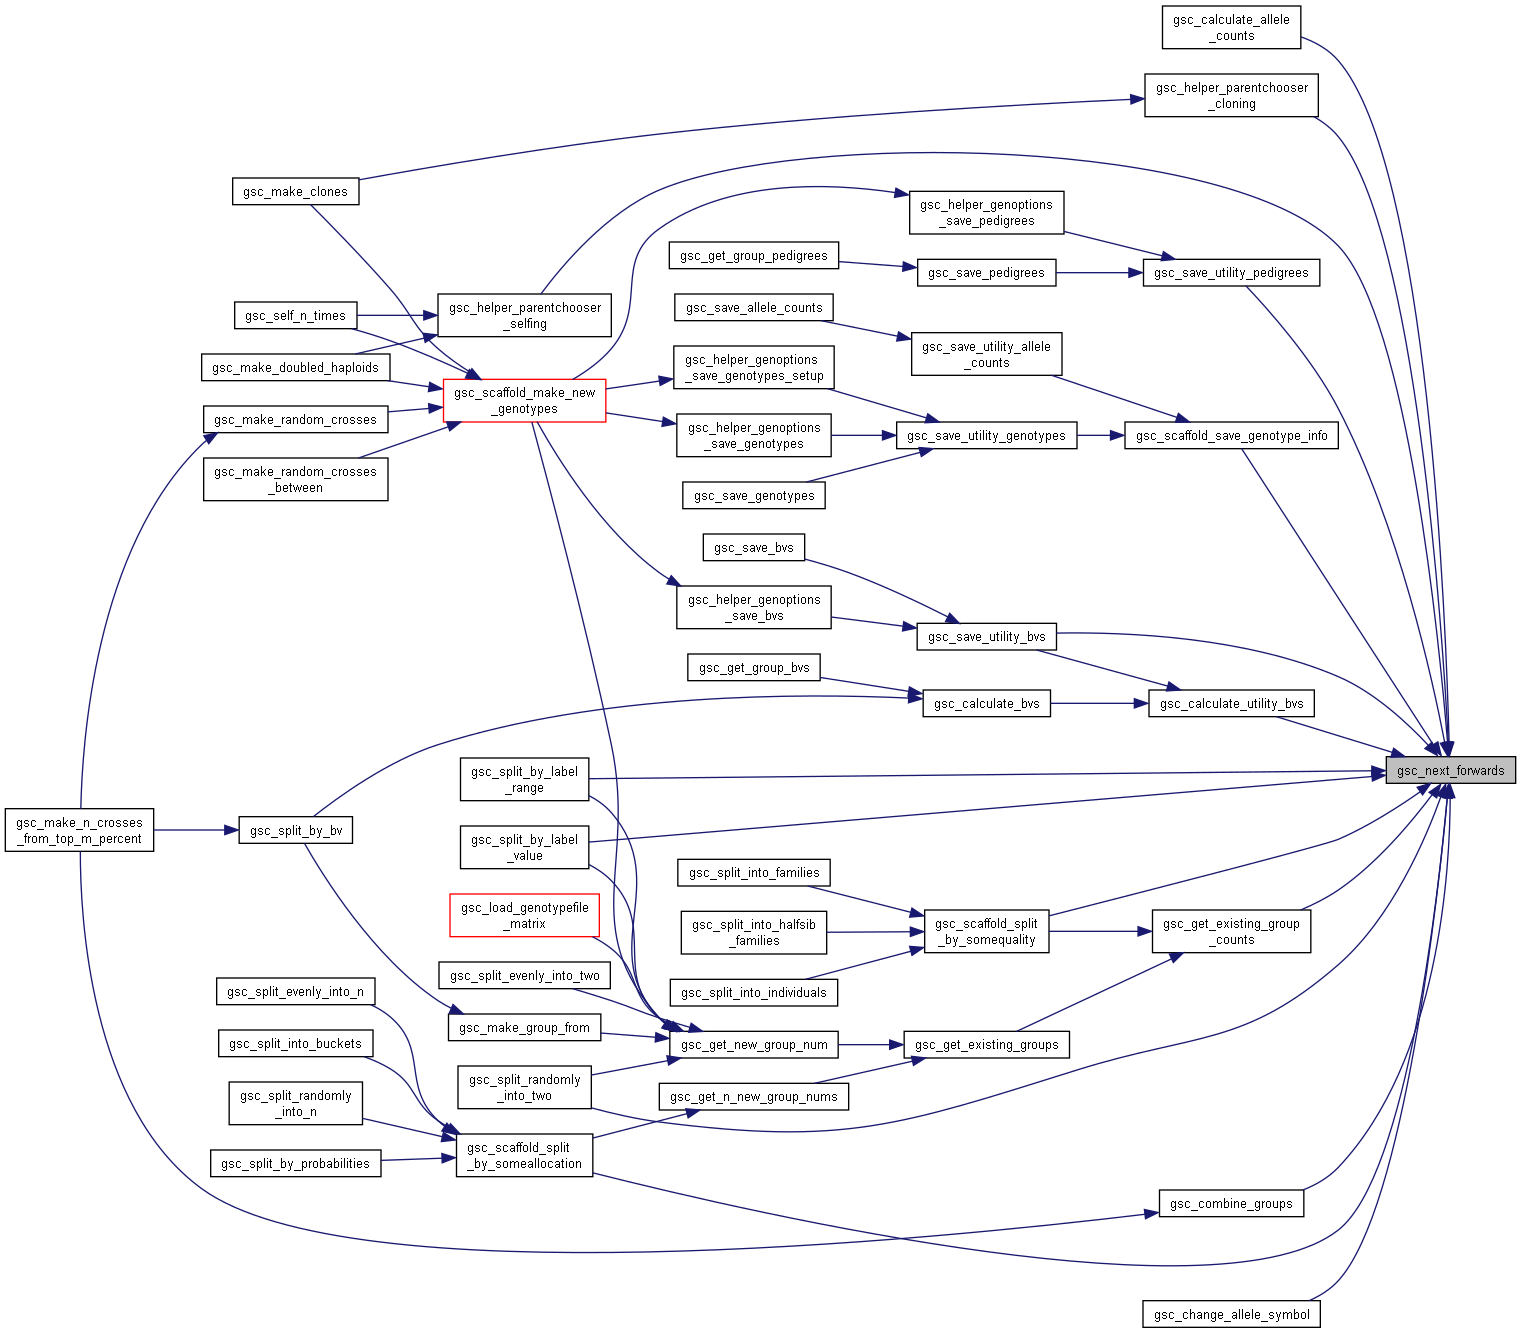 gsc_calculate_allele
_counts
gsc_helper_parentchooser
_cloning
gsc_make_clones
gsc_helper_genoptions
_save_pedigrees
gsc_get_group_pedigrees
gsc_save_pedigrees
gsc_save_utility_pedigrees
gsc_self_n_times
gsc_helper_parentchooser
_selfing
gsc_save_allele_counts
gsc_save_utility_allele
_counts
gsc_make_doubled_haploids
gsc_helper_genoptions
_save_genotypes_setup
gsc_scaffold_make_new
_genotypes
gsc_make_random_crosses
gsc_helper_genoptions
_save_genotypes
gsc_save_utility_genotypes
gsc_scaffold_save_genotype_info
gsc_make_random_crosses
_between
gsc_save_genotypes
gsc_save_bvs
gsc_helper_genoptions
_save_bvs
gsc_save_utility_bvs
gsc_get_group_bvs
gsc_calculate_bvs
gsc_calculate_utility_bvs
gsc_split_by_label
_range
gsc_next_forwards
gsc_make_n_crosses
_from_top_m_percent
gsc_split_by_bv
gsc_split_by_label
_value
gsc_split_into_families
gsc_load_genotypefile
_matrix
gsc_split_into_halfsib
_families
gsc_scaffold_split
_by_somequality
gsc_get_existing_group
_counts
gsc_split_evenly_into_two
gsc_split_evenly_into_n
gsc_split_into_individuals
gsc_make_group_from
gsc_split_into_buckets
gsc_get_new_group_num
gsc_get_existing_groups
gsc_split_randomly
_into_two
gsc_split_randomly
_into_n
gsc_get_n_new_group_nums
gsc_scaffold_split
_by_someallocation
gsc_split_by_probabilities
gsc_combine_groups
gsc_change_allele_symbol